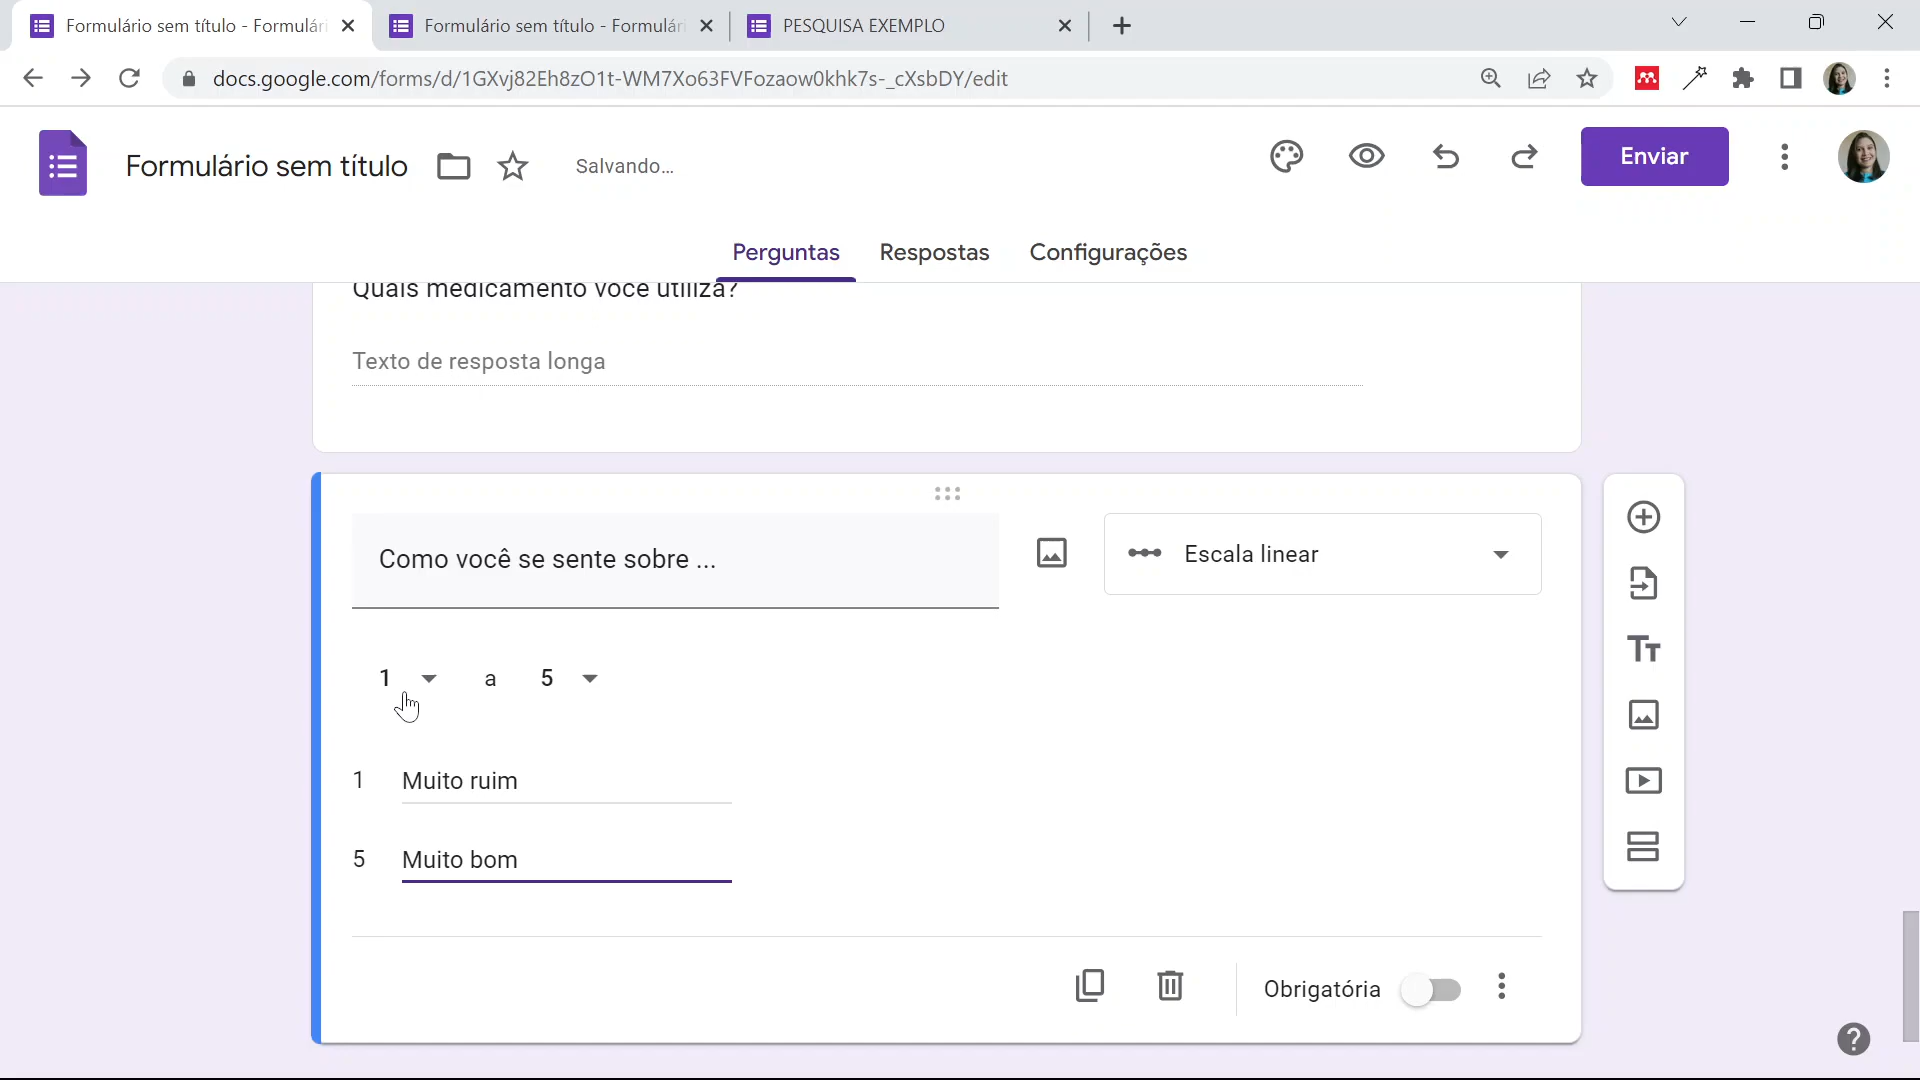 Formulário sem título - Formulári
Formulário sem título - Formulári
PESQUISA EXEMPLO
docs.google.com/forms/d/1GXvj82Eh8zO1t-WM7Xo63FVFozaow0khk7s-_cXsbDY/edit
Formulário sem título
Salvando...
Enviar
Perguntas
Respostas
Configurações
Quais medicamento você utiliza?
Texto de resposta longa
Como você se sente sobre ...
Escala linear
1 a 5
1 Muito ruim
5 Muito bom
Obrigatória